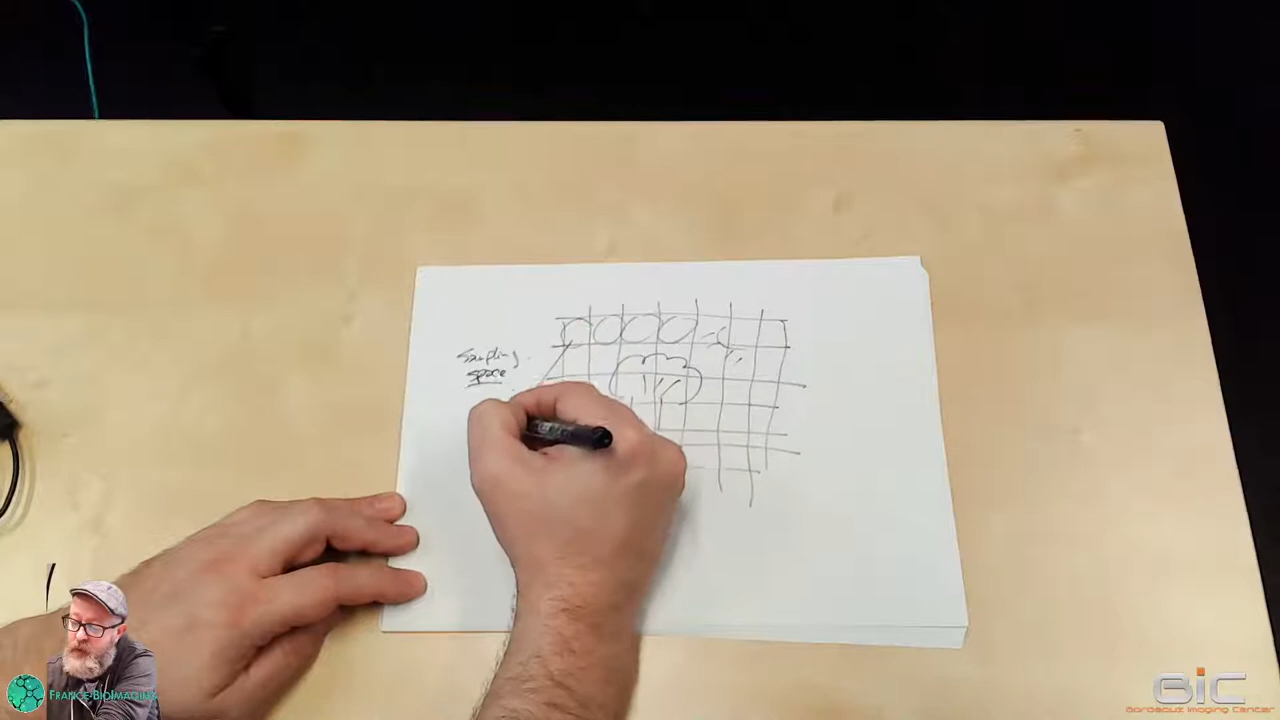 Sampling
space
FRANCE-BIOIMAGING
BIC
Bordeaux Imaging Center